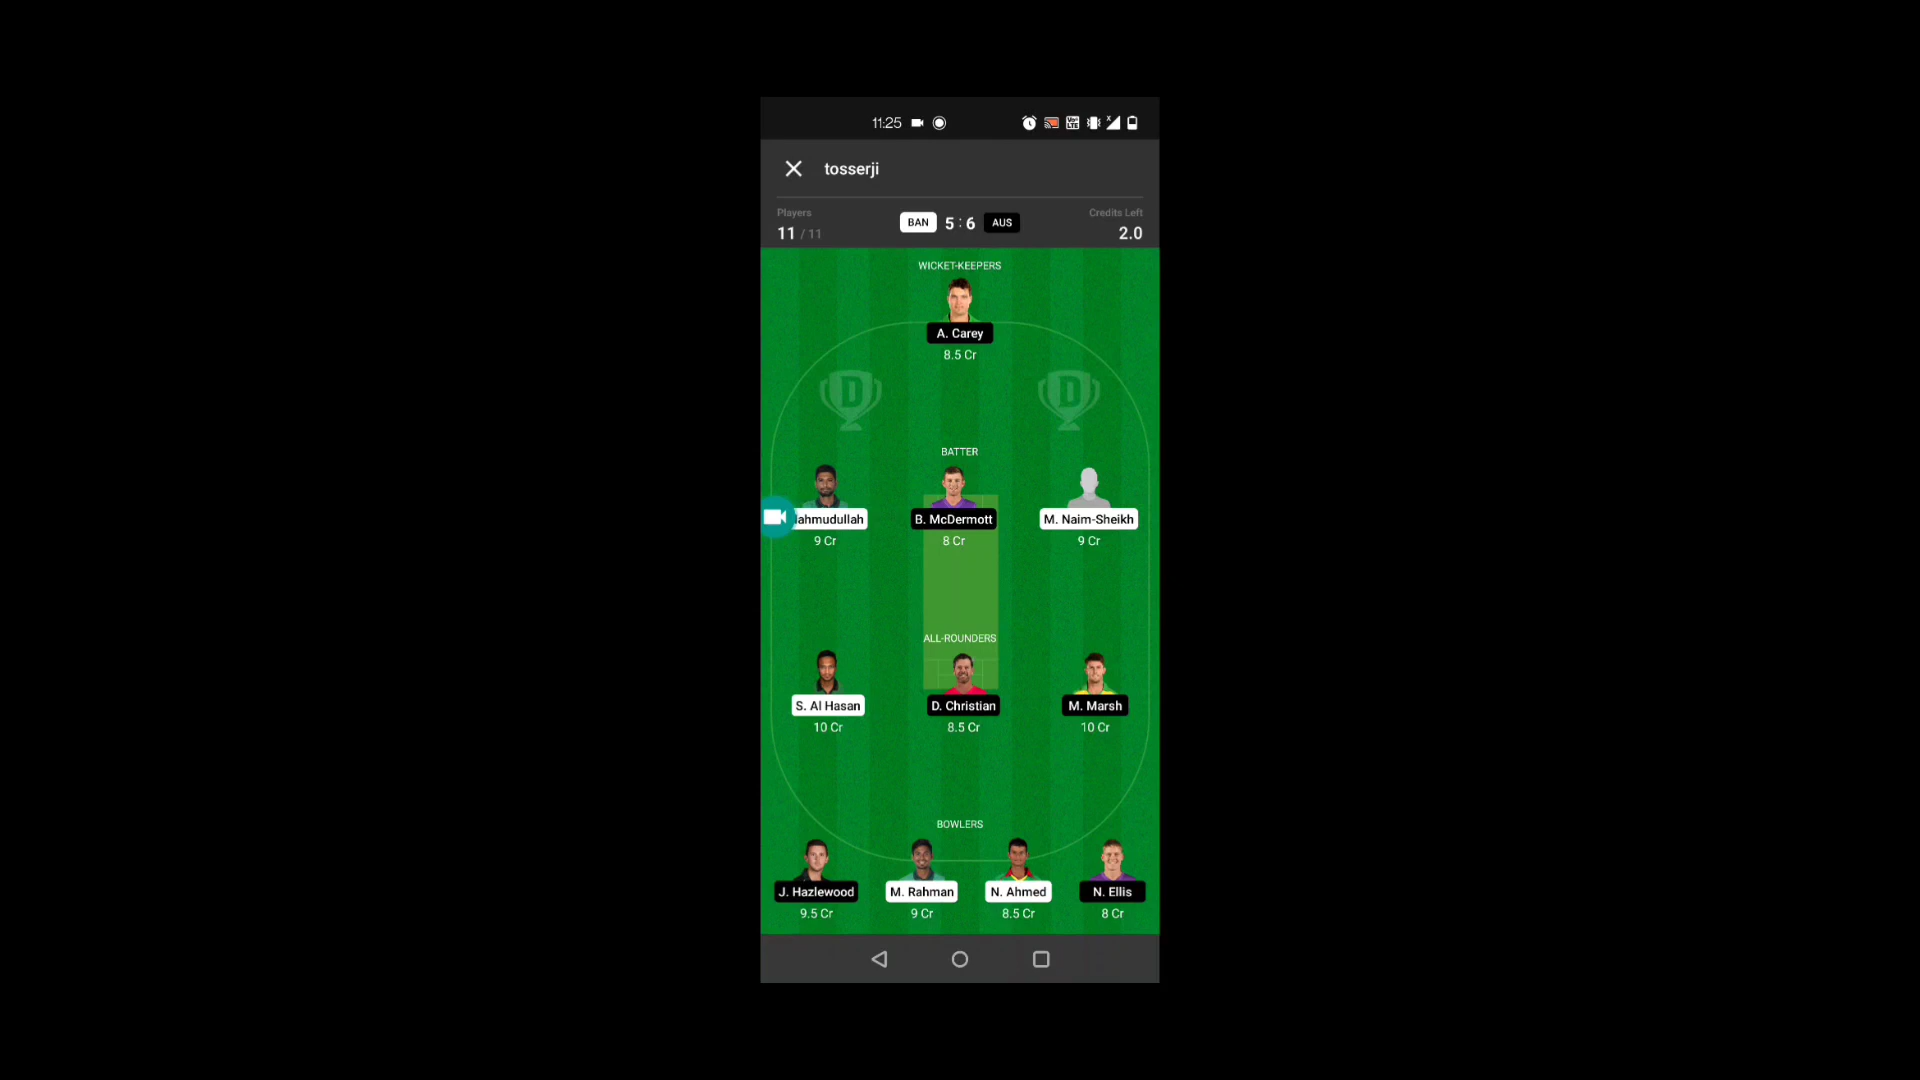 11:25
tosserji
Players
11 / 11
BAN 5 : 6 AUS
Credits Left
2.0
WICKET-KEEPERS
A. Carey
8.5 Cr
D D
BATTER
ahmudullah B. McDermott M. Naim-Sheikh
9 Cr 8 Cr 9 Cr
ALL-ROUNDERS
S. Al Hasan D. Christian M. Marsh
10 Cr 8.5 Cr 10 Cr
BOWLERS
J. Hazlewood M. Rahman N. Ahmed N. Ellis
9.5 Cr 9 Cr 8.5 Cr 8 Cr